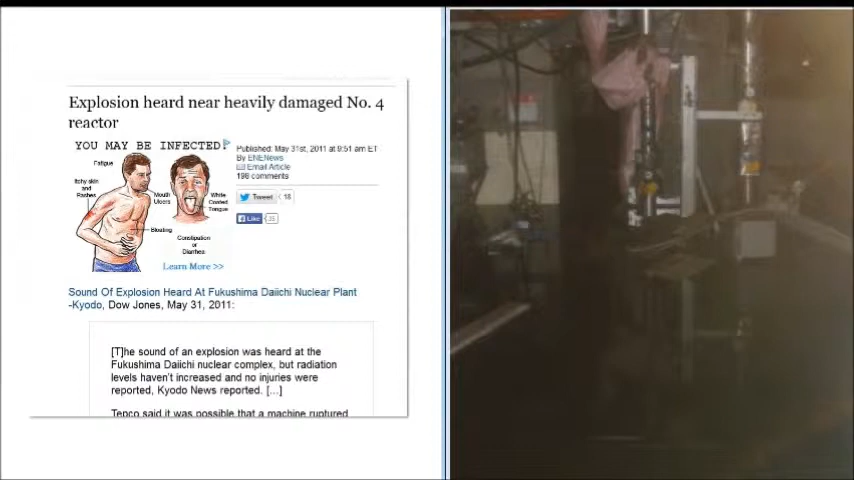 Explosion heard near heavily damaged No. 4
reactor
YOU MAY BE INFECTED!
Fatigue
Itchy skin
and
Rashes
Mouth
Ulcers
White
Coated
Tongue
Bloating
Constipation
or
Diarrhea
Learn More >>
Published: May 31st, 2011 at 9:51 am ET
By ENENews
Email Article
198 comments
Tweet 18
Like
Sound Of Explosion Heard At Fukushima Daiichi Nuclear Plant
-Kyodo, Dow Jones, May 31, 2011:
[T]he sound of an explosion was heard at the
Fukushima Daiichi nuclear complex, but radiation
levels haven't increased and no injuries were
reported, Kyodo News reported. [...]
Tepco said it was possible that a machine ruptured